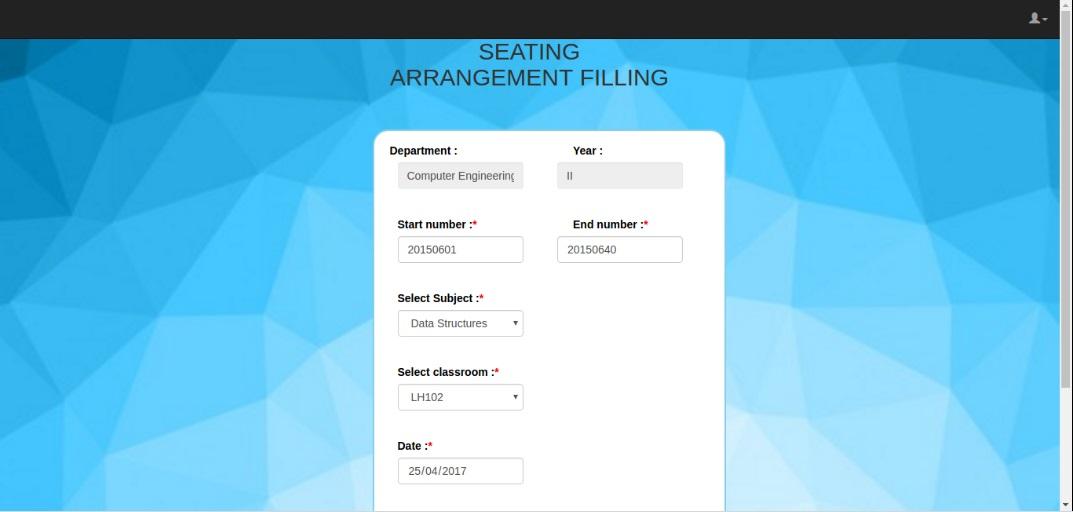 SEATING
ARRANGEMENT FILLING
Department : Year :
Computer Engineering II
Start number :* End number :*
20150601 20150640
Select Subject :*
Data Structures
Select classroom :*
LH102
Date :*
25/04/2017